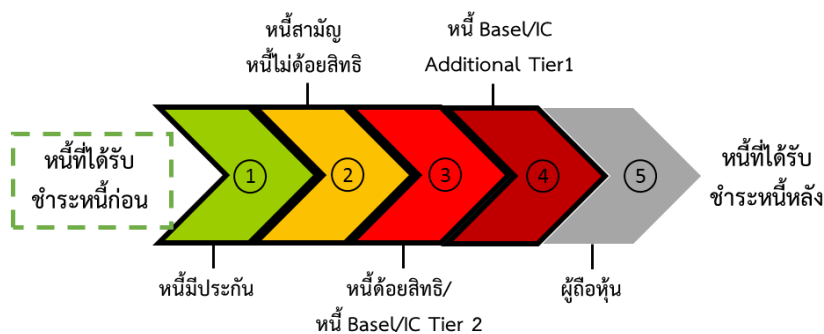 หนี้สามัญ
หนี้ไม่ด้อยสิทธิ
หนี้ Basel/IC
Additional Tier1
หนี้ที่ได้รับ
ชำระหนี้ก่อน
1
2
3
4
5
หนี้ที่ได้รับ
ชำระหนี้หลัง
หนี้มีประกัน
หนี้ด้อยสิทธิ/
หนี้ Basel/IC Tier 2
ผู้ถือหุ้น